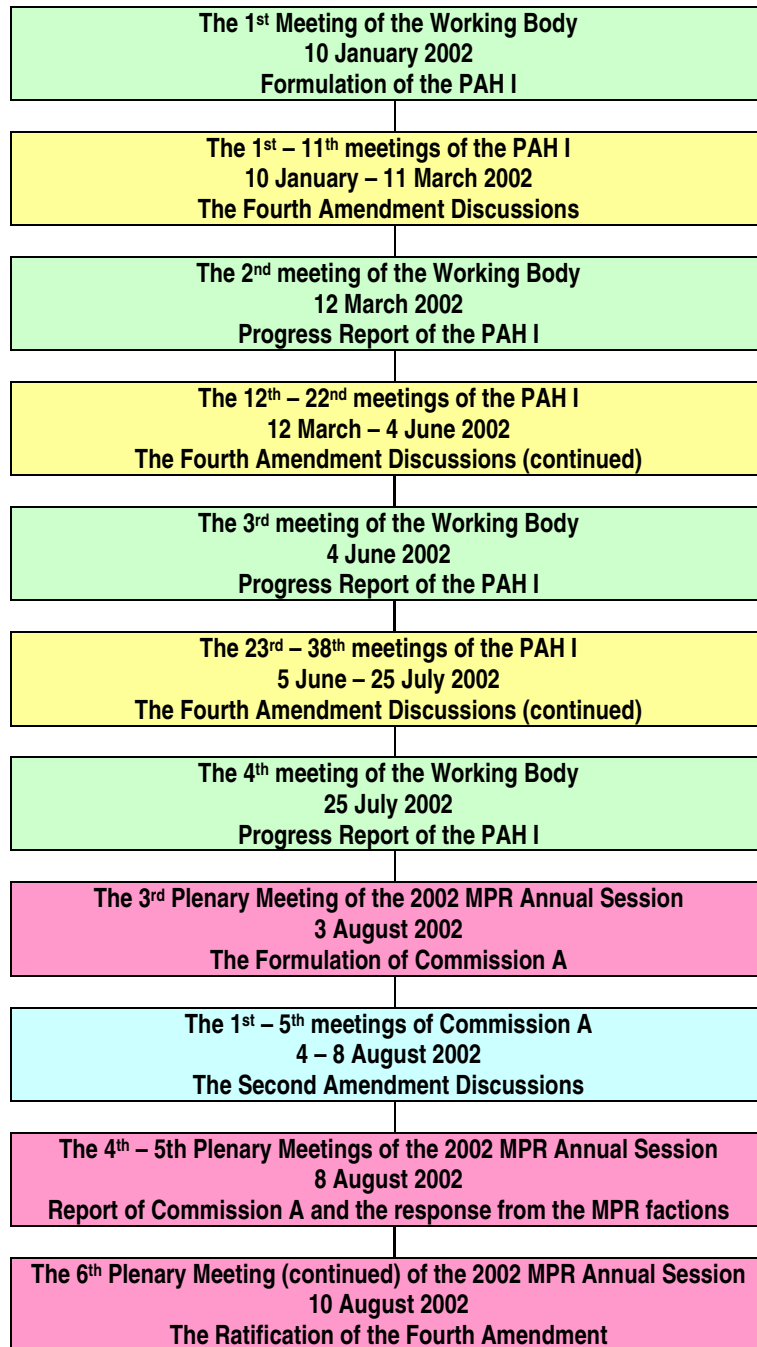 The 1st Meeting of the Working Body
10 January 2002
Formulation of the PAH I
The 1st – 11th meetings of the PAH I
10 January – 11 March 2002
The Fourth Amendment Discussions
The 2nd meeting of the Working Body
12 March 2002
Progress Report of the PAH I
The 12th – 22nd meetings of the PAH I
12 March – 4 June 2002
The Fourth Amendment Discussions (continued)
The 3rd meeting of the Working Body
4 June 2002
Progress Report of the PAH I
The 23rd – 38th meetings of the PAH I
5 June – 25 July 2002
The Fourth Amendment Discussions (continued)
The 4th meeting of the Working Body
25 July 2002
Progress Report of the PAH I
The 3rd Plenary Meeting of the 2002 MPR Annual Session
3 August 2002
The Formulation of Commission A
The 1st – 5th meetings of Commission A
4 – 8 August 2002
The Second Amendment Discussions
The 4th – 5th Plenary Meetings of the 2002 MPR Annual Session
8 August 2002
Report of Commission A and the response from the MPR factions
The 6th Plenary Meeting (continued) of the 2002 MPR Annual Session
10 August 2002
The Ratification of the Fourth Amendment